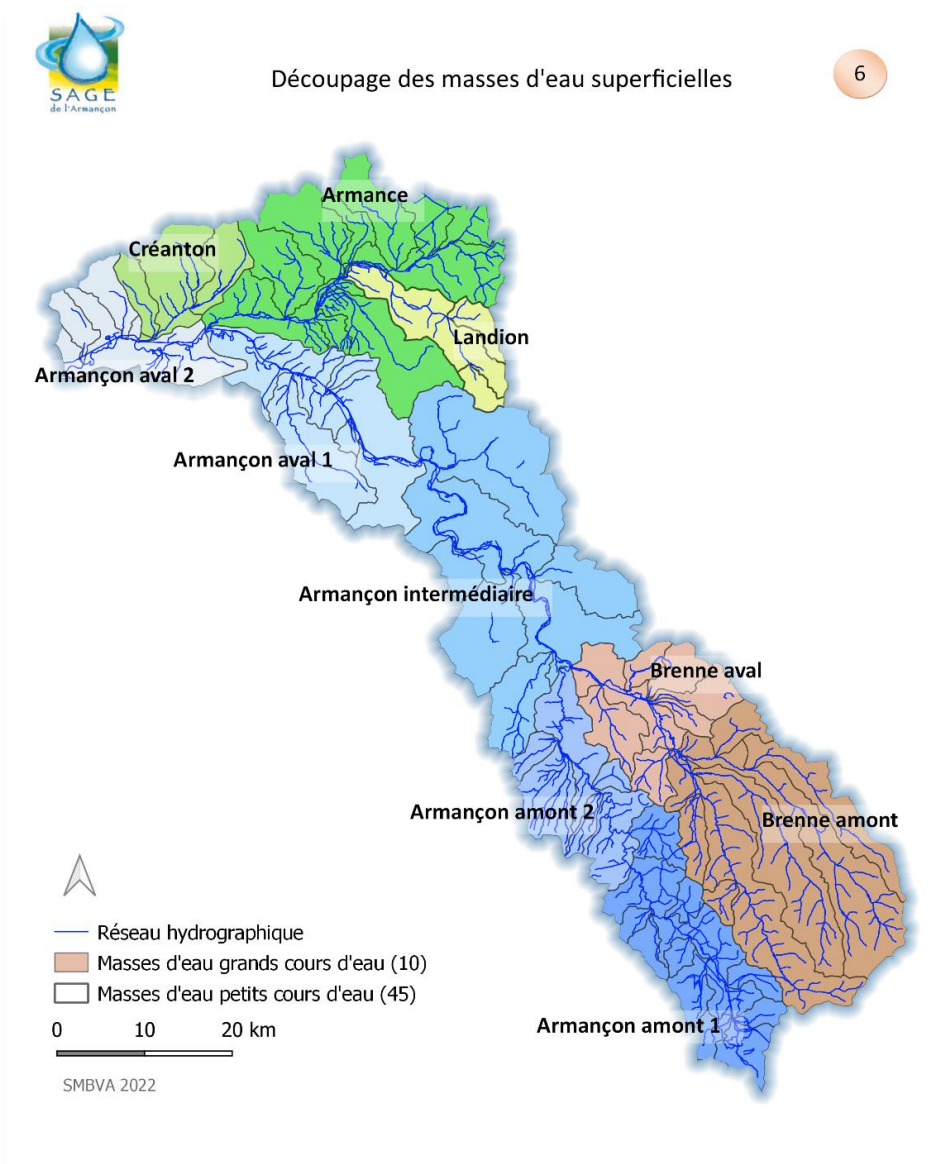 SAGE
de l'Armançon
Découpage des masses d'eau superficielles
6
Armance
Créanton
Landion
Armançon aval 2
Armançon aval 1
Armançon intermédiaire
Brenne aval
Armançon amont 2
Brenne amont
Armançon amont 1
Réseau hydrographique
Masses d'eau grands cours d'eau (10)
Masses d'eau petits cours d'eau (45)
0 10 20 km
SMBVA 2022